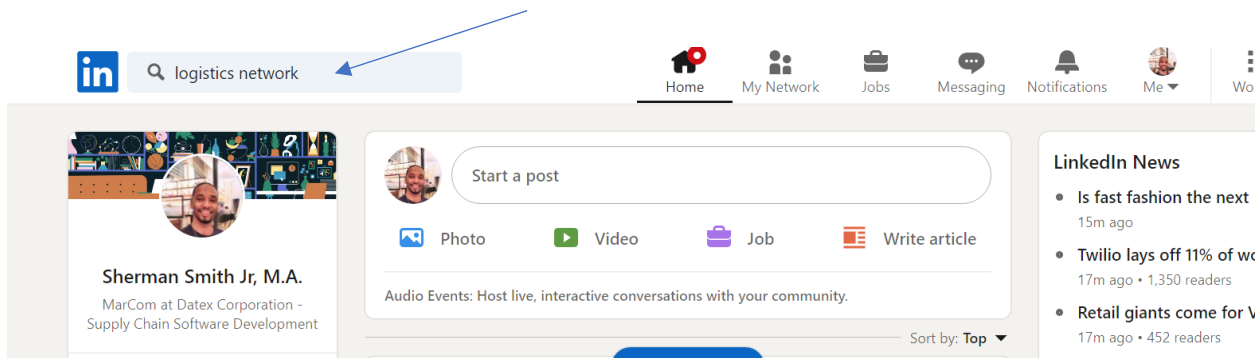 in
logistics network
Home
My Network
Jobs
Messaging
Notifications
Me
Wo
Start a post
Photo
Video
Job
Write article
Audio Events: Host live, interactive conversations with your community.
Sort by: Top
Sherman Smith Jr, M.A.
MarCom at Datex Corporation -
Supply Chain Software Development
LinkedIn News
Is fast fashion the next
15m ago
Twilio lays off 11% of wo
17m ago • 1,350 readers
Retail giants come for V
17m ago • 452 readers